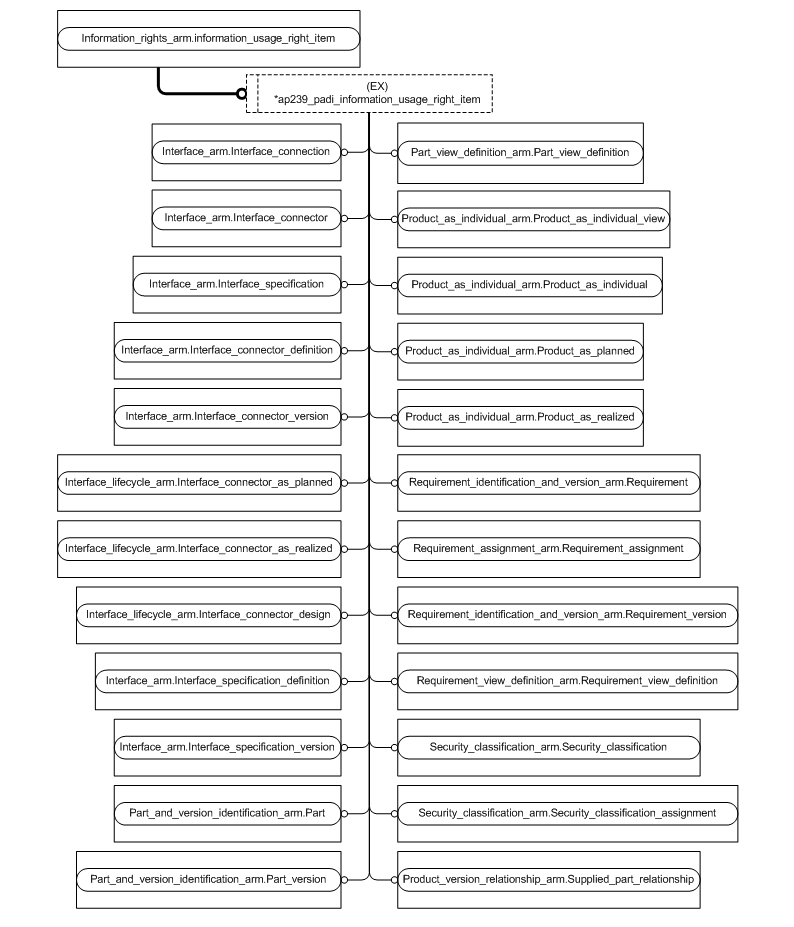 Information_rights_arm.information_usage_right_item
(EX)
*ap239_padi_information_usage_right_item
Interface_arm.Interface_connection
Part_view_definition_arm.Part_view_definition
Interface_arm.Interface_connector
Product_as_individual_arm.Product_as_individual_view
Interface_arm.Interface_specification
Product_as_individual_arm.Product_as_individual
Interface_arm.Interface_connector_definition
Product_as_individual_arm.Product_as_planned
Interface_arm.Interface_connector_version
Product_as_individual_arm.Product_as_realized
Interface_lifecycle_arm.Interface_connector_as_planned
Requirement_identification_and_version_arm.Requirement
Interface_lifecycle_arm.Interface_connector_as_realized
Requirement_assignment_arm.Requirement_assignment
Interface_lifecycle_arm.Interface_connector_design
Requirement_identification_and_version_arm.Requirement_version
Interface_arm.Interface_specification_definition
Requirement_view_definition_arm.Requirement_view_definition
Interface_arm.Interface_specification_version
Security_classification_arm.Security_classification
Part_and_version_identification_arm.Part
Security_classification_arm.Security_classification_assignment
Part_and_version_identification_arm.Part_version
Product_version_relationship_arm.Supplied_part_relationship